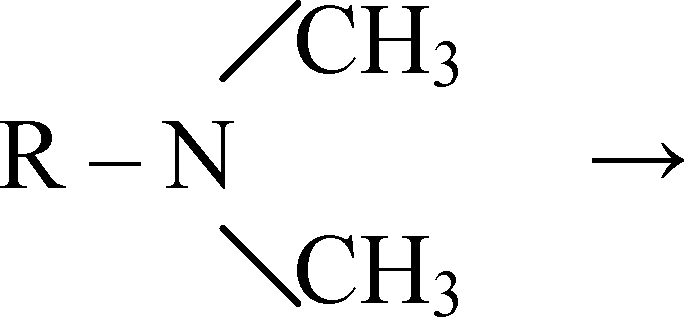 CH₃
R – N →
CH₃